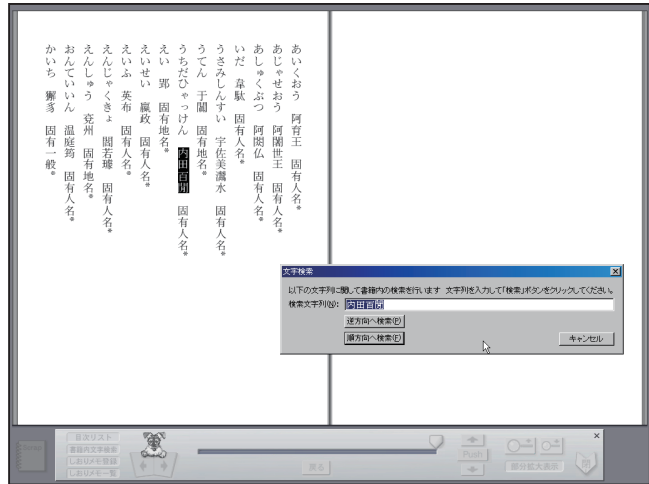 あいくおう 阿育王 固有人名*
あじゃせおう 阿闍世王 固有人名*
あしゅくぶつ 阿閦仏 固有人名*
いだ 韋駄 固有人名*
うさみしんすい 宇佐美灊水 固有人名*
うてん 于闐 固有地名*
うちだひゃっけん 内田百閒 固有人名*
えい 郢 固有地名*
えいせい 嬴政 固有人名*
えいふ 英布 固有人名*
えんじゃくきょ 閻若璩 固有人名*
えんしゅう 兗州 固有地名*
おんていいん 温庭筠 固有人名*
かいち 獬豸 固有一般*
文字検索
以下の文字列に関して書籍内の検索を行います 文字列を入力して「検索」ボタンをクリックしてください。
検索文字列(N): 内田百閒
逆方向へ検索(P)
順方向へ検索(F)
キャンセル
目次リスト
書籍内文字検索
しおりメモ登録
しおりメモ一覧
戻る
Push
部分拡大表示
閉